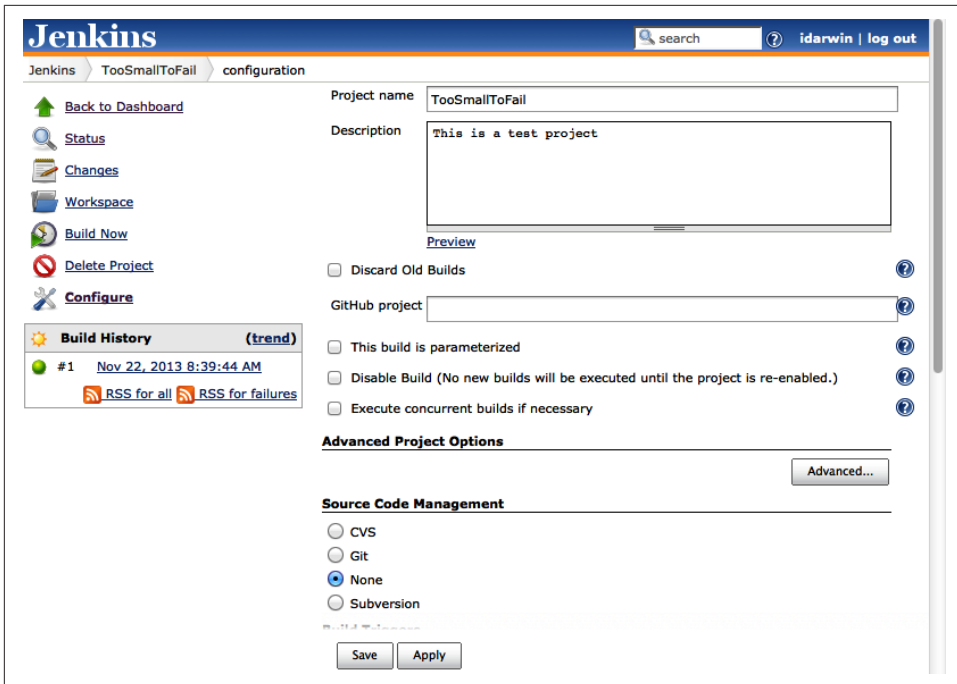 Jenkins
search
idarwin | log out
Jenkins
TooSmallToFail
configuration
Back to Dashboard
Status
Changes
Workspace
Build Now
Delete Project
Configure
Build History (trend)
#1 Nov 22, 2013 8:39:44 AM
RSS for all RSS for failures
Project name TooSmallToFail
Description This is a test project
Preview
Discard Old Builds
GitHub project
This build is parameterized
Disable Build (No new builds will be executed until the project is re-enabled.)
Execute concurrent builds if necessary
Advanced Project Options
Advanced...
Source Code Management
CVS
Git
None
Subversion
Build Triggers
Save Apply